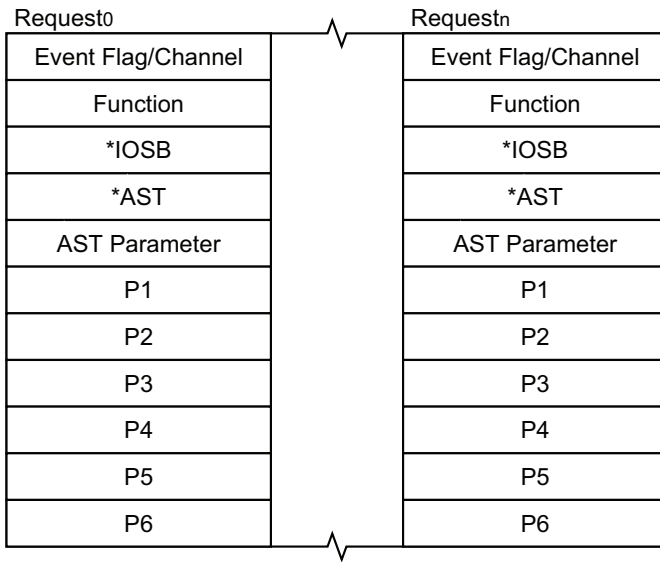 Request0
Event Flag/Channel
Function
*IOSB
*AST
AST Parameter
P1
P2
P3
P4
P5
P6
Requestn
Event Flag/Channel
Function
*IOSB
*AST
AST Parameter
P1
P2
P3
P4
P5
P6